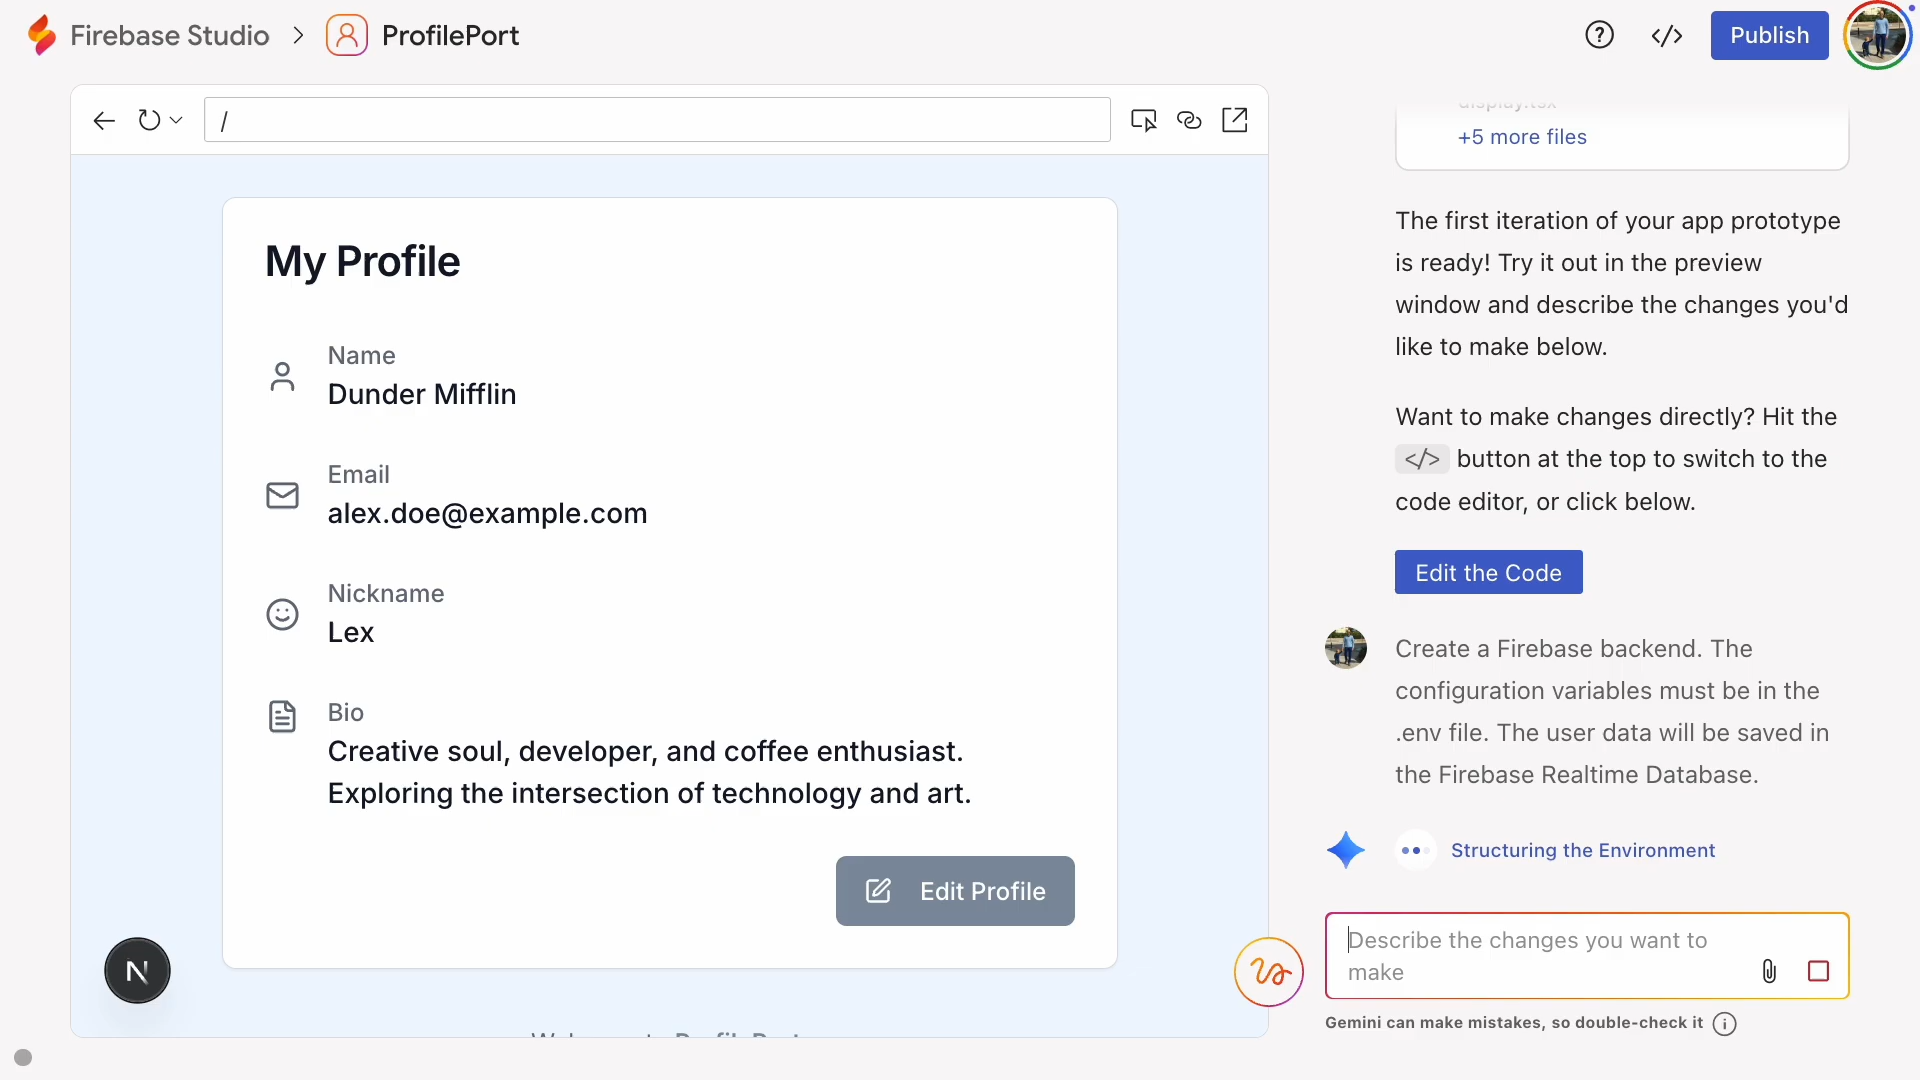 Firebase Studio
ProfilePort
</>
Publish
/
My Profile
Name
Dunder Mifflin
Email
alex.doe@example.com
Nickname
Lex
Bio
Creative soul, developer, and coffee enthusiast.
Exploring the intersection of technology and art.
Edit Profile
N
display.tsx
+5 more files
The first iteration of your app prototype
is ready! Try it out in the preview
window and describe the changes you'd
like to make below.
Want to make changes directly? Hit the
</> button at the top to switch to the
code editor, or click below.
Edit the Code
Create a Firebase backend. The
configuration variables must be in the
.env file. The user data will be saved in
the Firebase Realtime Database.
Structuring the Environment
Describe the changes you want to
make
Gemini can make mistakes, so double-check it